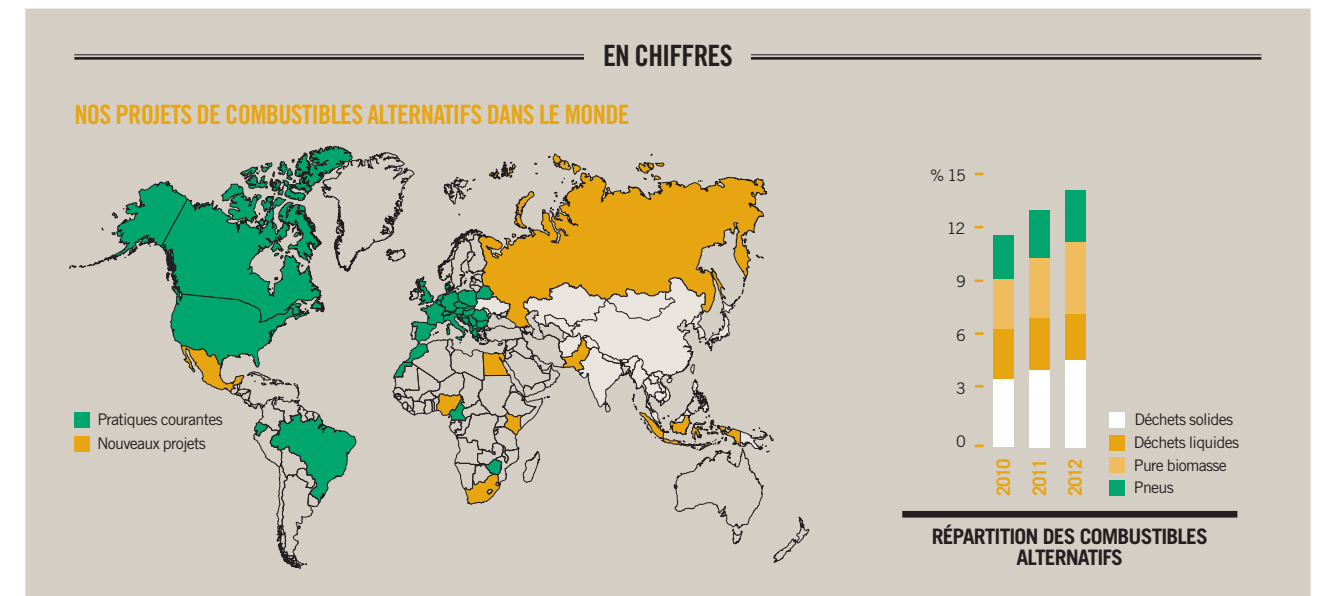 EN CHIFFRES
NOS PROJETS DE COMBUSTIBLES ALTERNATIFS DANS LE MONDE
Pratiques courantes
Nouveaux projets
% 15
12
9
6
3
0
2010
2011
2012
Déchets solides
Déchets liquides
Pure biomasse
Pneus
RÉPARTITION DES COMBUSTIBLES
ALTERNATIFS